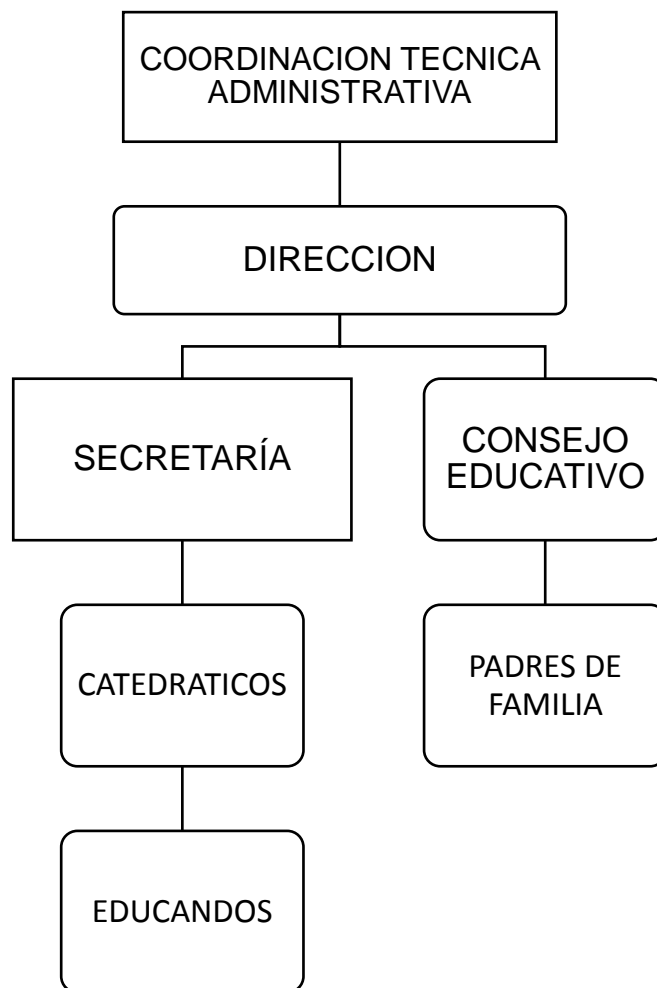 COORDINACION TECNICA
ADMINISTRATIVA
DIRECCION
SECRETARÍA
CONSEJO
EDUCATIVO
CATEDRATICOS
PADRES DE
FAMILIA
EDUCANDOS